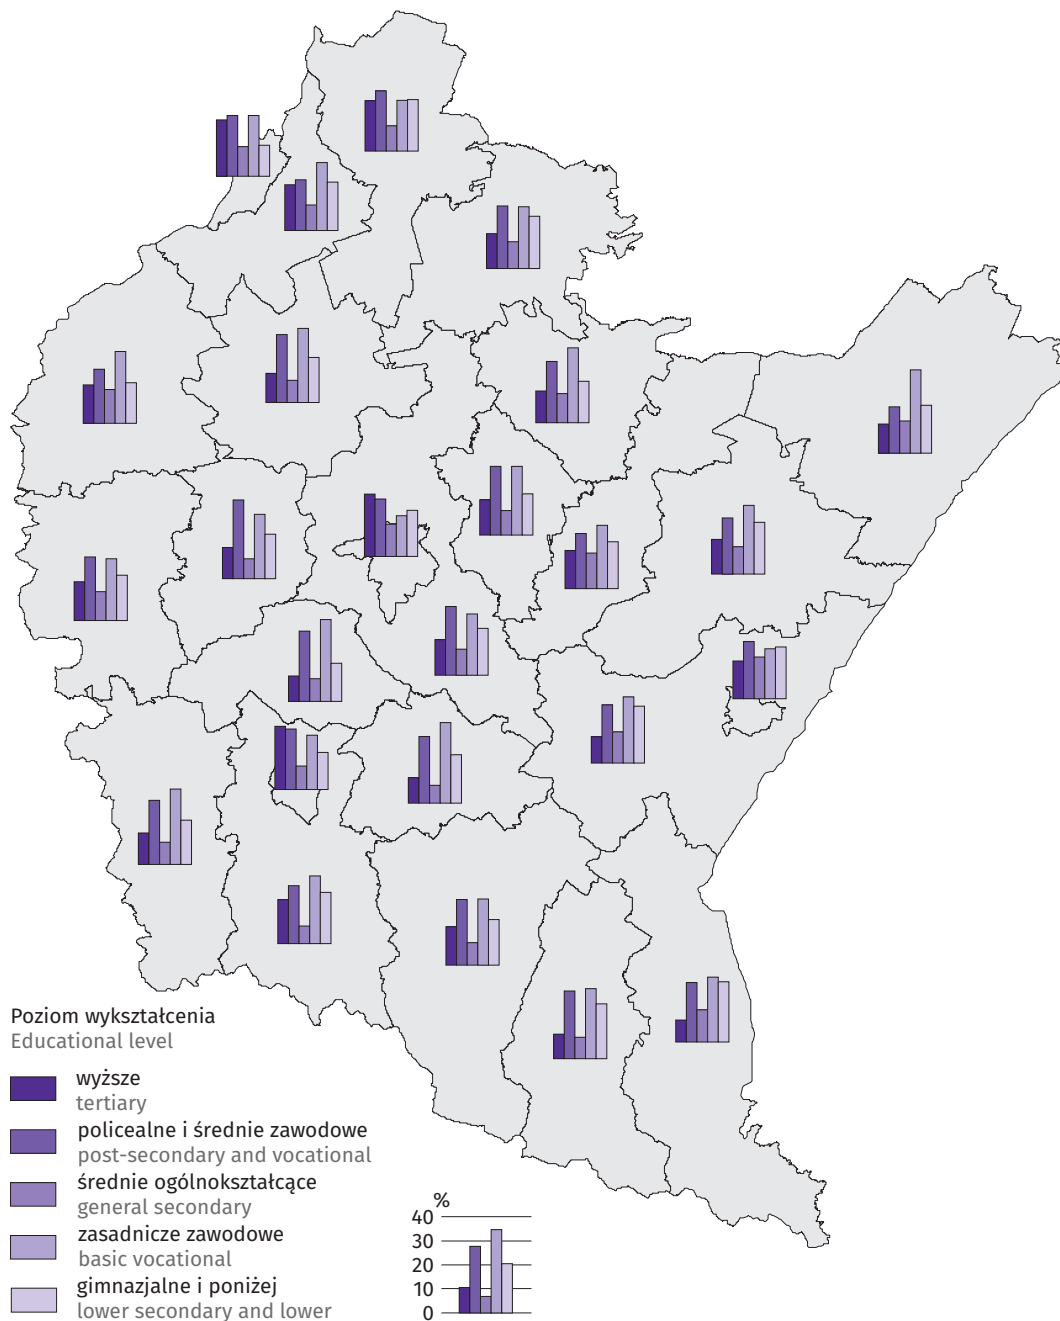 Poziom wykształcenia
Educational level
wyższe
tertiary
policealne i średnie zawodowe
post-secondary and vocational
średnie ogólnokształcące
general secondary
zasadnicze zawodowe
basic vocational
gimnazjalne i poniżej
lower secondary and lower
%
40
30
20
10
0